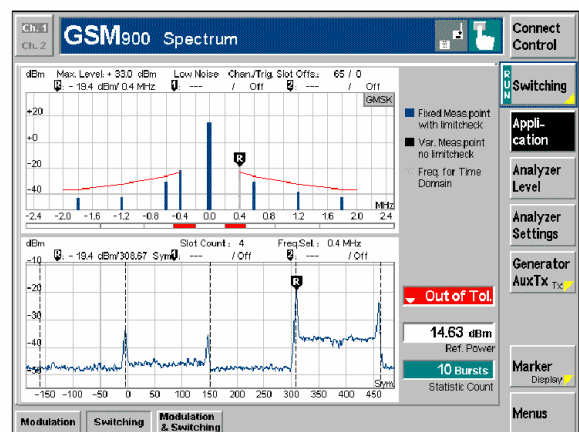 Ch. 1
Ch. 2
GSM900 Spectrum
Connect
Control
dBm Max. Level: + 33.0 dBm Low Noise Chan./Trig. Slot Offs.: 65 / 0
R: - 19.4 dBm/ 0.4 MHz 1: --- / Off 2: --- / Off
GMSK
+20
+0
-20
-40
MHz
-2.4 -2.0 -1.6 -1.2 -0.8 -0.4 0.0 0.4 0.8 1.2 1.6 2.0 2.4
R
Fixed Meas.point
with limitcheck
Var. Meas.point
no limitcheck
Freq. for Time
Domain
dBm Slot Count : 4 Freq.Sel. : 0.4 MHz
R: - 19.4 dBm/308.67 Sym 1: --- / Off 2: --- / Off
-10
-20
-30
-40
-50
R
Sym.
-150 -100 -50 0 50 100 150 200 250 300 350 400 450
Out of Tol.
14.63 dBm
Ref. Power
10 Bursts
Statistic Count
RUN
Switching
Appli-
cation
Analyzer
Level
Analyzer
Settings
Generator
AuxTx Tx
Marker
Display
Menus
Modulation
Switching
Modulation
& Switching